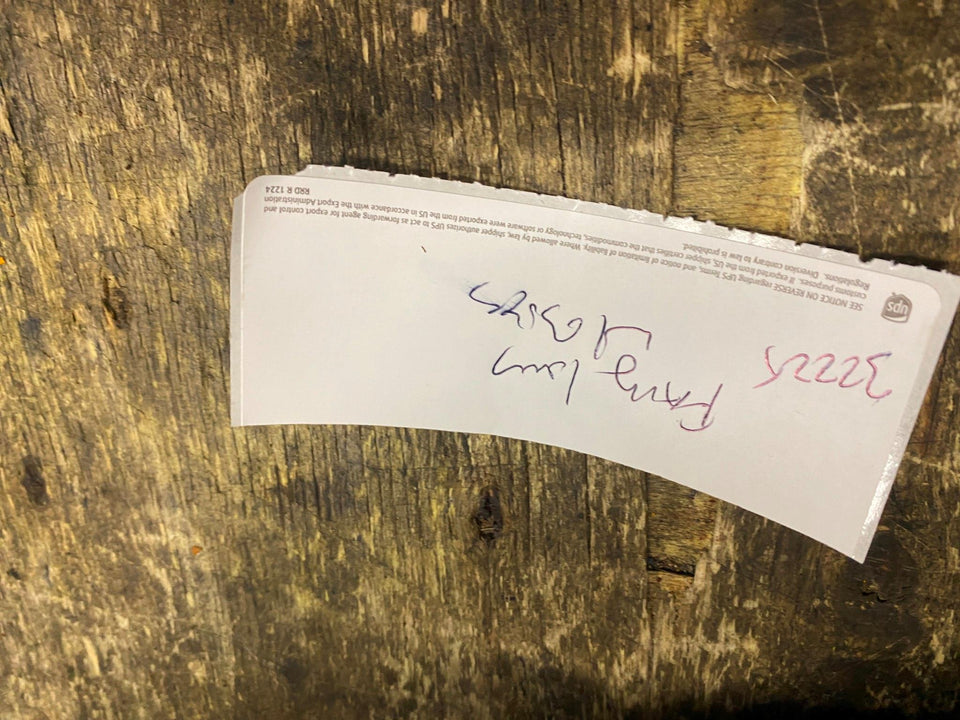 Fang
32225
ups
SEE NOTICE ON REVERSE regarding UPS Terms, and notice of limitation of liability. Where allowed by law, shipper authorizes UPS to act as forwarding agent for export control and
customs purposes. If exported from the US, shipper certifies that the commodities, technology or software were exported from the US in accordance with the Export Administration
Regulations. Diversion contrary to law is prohibited. RRD R 1224